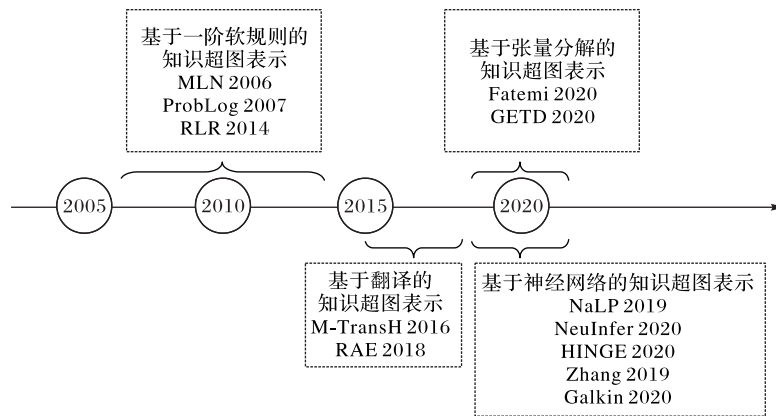 基于一阶软规则的
知识超图表示
MLN 2006
ProbLog 2007
RLR 2014
基于张量分解的
知识超图表示
Fatemi 2020
GETD 2020
2005
2010
2015
2020
基于翻译的
知识超图表示
M-TransH 2016
RAE 2018
基于神经网络的知识超图表示
NaLP 2019
NeuInfer 2020
HINGE 2020
Zhang 2019
Galkin 2020